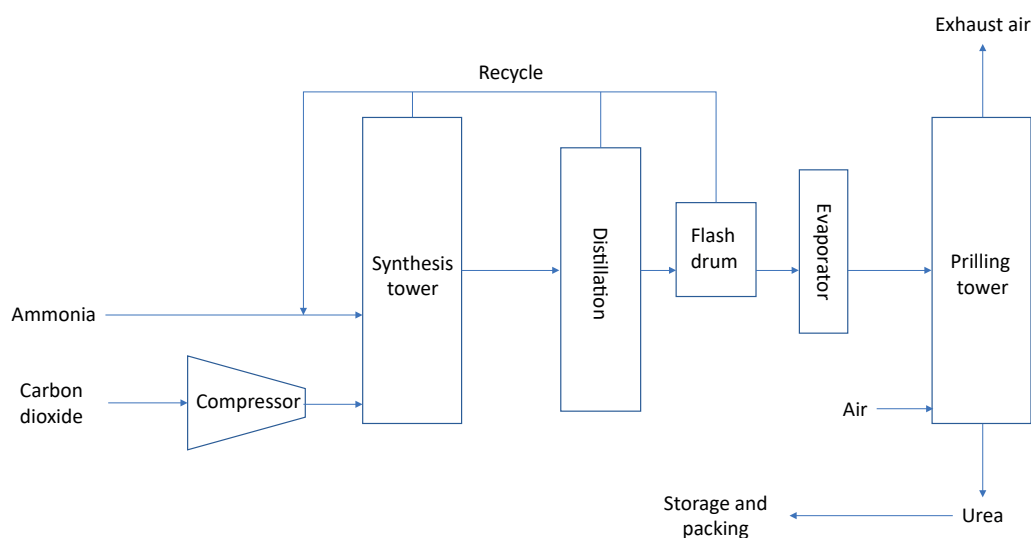 Exhaust air
Recycle
Synthesis
tower
Distillation
Flash
drum
Evaporator
Prilling
tower
Ammonia
Carbon
dioxide
Compressor
Air
Storage and
packing
Urea